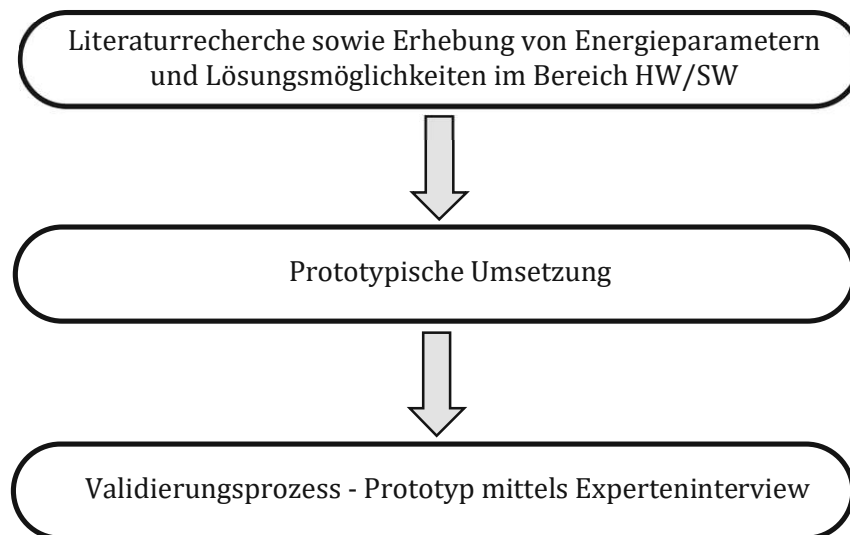 Literaturrecherche sowie Erhebung von Energieparametern
und Lösungsmöglichkeiten im Bereich HW/SW
Prototypische Umsetzung
Validierungsprozess - Prototyp mittels Experteninterview